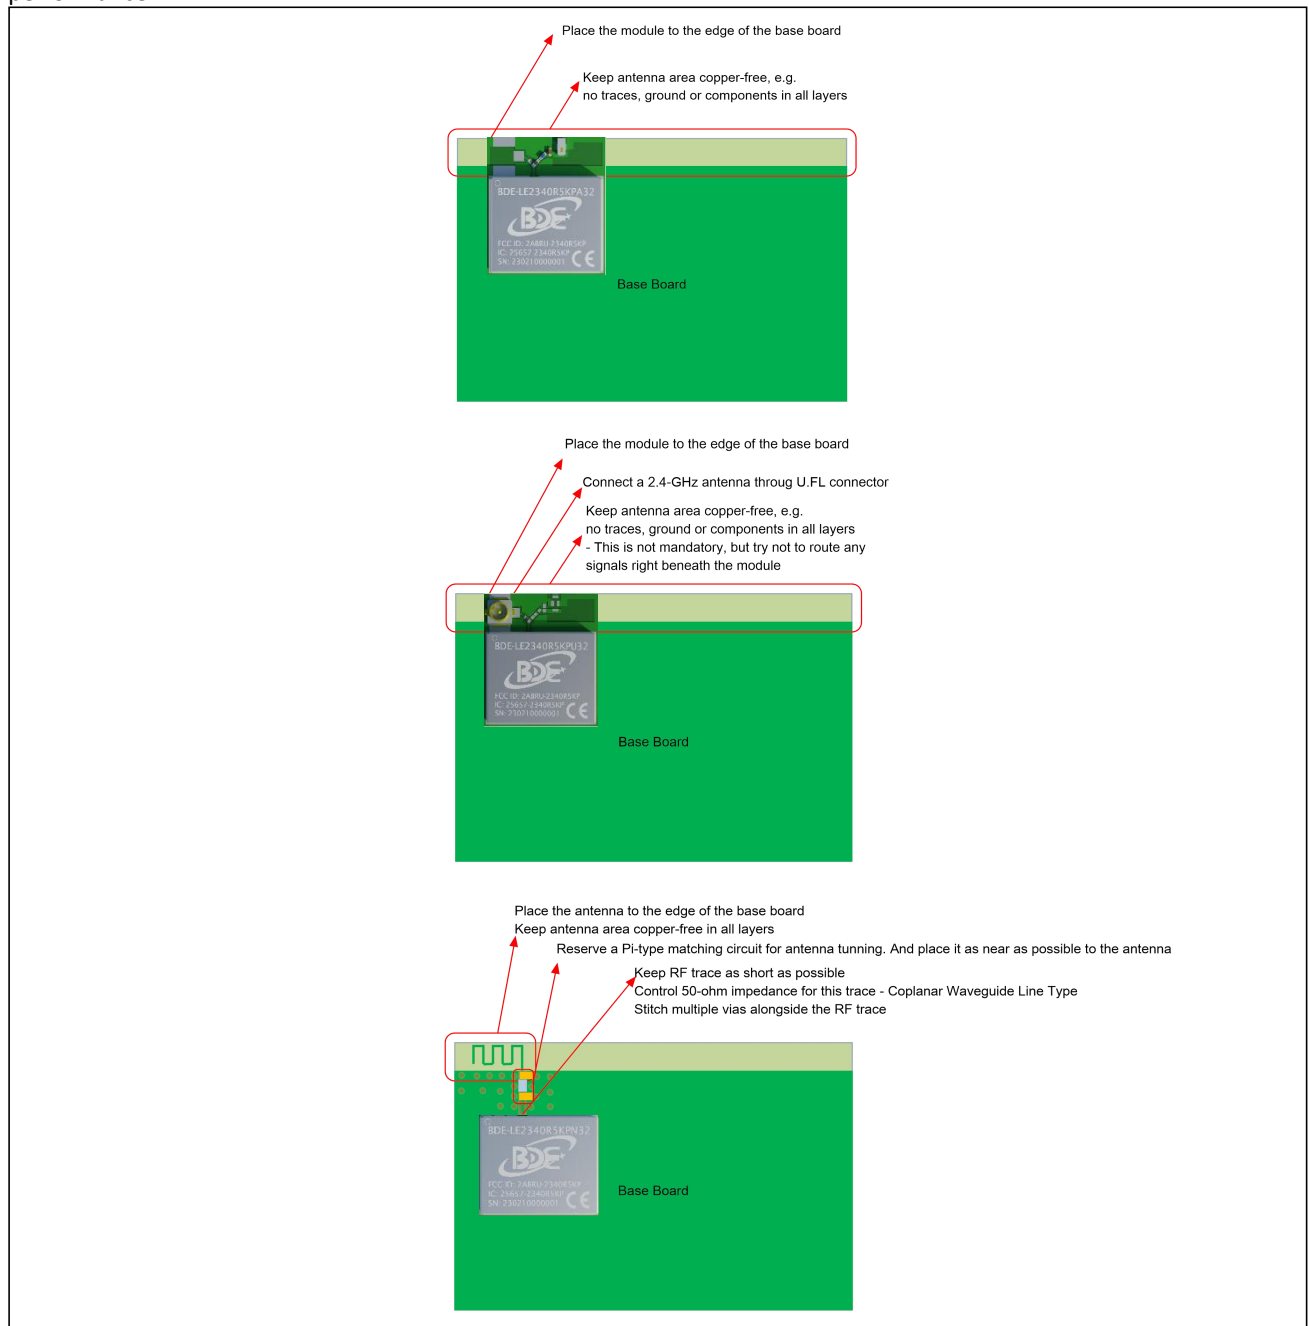 Place the module to the edge of the base board
Keep antenna area copper-free, e.g.
no traces, ground or components in all layers
BDE-LE2340R5KPA32
BDE
FCC ID: 2ABRU-2340R5KP
IC: 25657-2340R5KP
SN: 230210000001 CE
Base Board
Place the module to the edge of the base board
Connect a 2.4-GHz antenna throug U.FL connector
Keep antenna area copper-free, e.g.
no traces, ground or components in all layers
- This is not mandatory, but try not to route any
signals right beneath the module
BDE-LE2340R5KPU32
BDE
FCC ID: 2ABRU-2340R5KP
IC: 25657-2340R5KP
SN: 230210000001 CE
Base Board
Place the antenna to the edge of the base board
Keep antenna area copper-free in all layers
Reserve a Pi-type matching circuit for antenna tunning. And place it as near as possible to the antenna
Keep RF trace as short as possible
Control 50-ohm impedance for this trace - Coplanar Waveguide Line Type
Stitch multiple vias alongside the RF trace
BDE-LE2340R5KPN32
BDE
FCC ID: 2ABRU-2340R5KP
IC: 25657-2340R5KP
SN: 230210000001 CE
Base Board